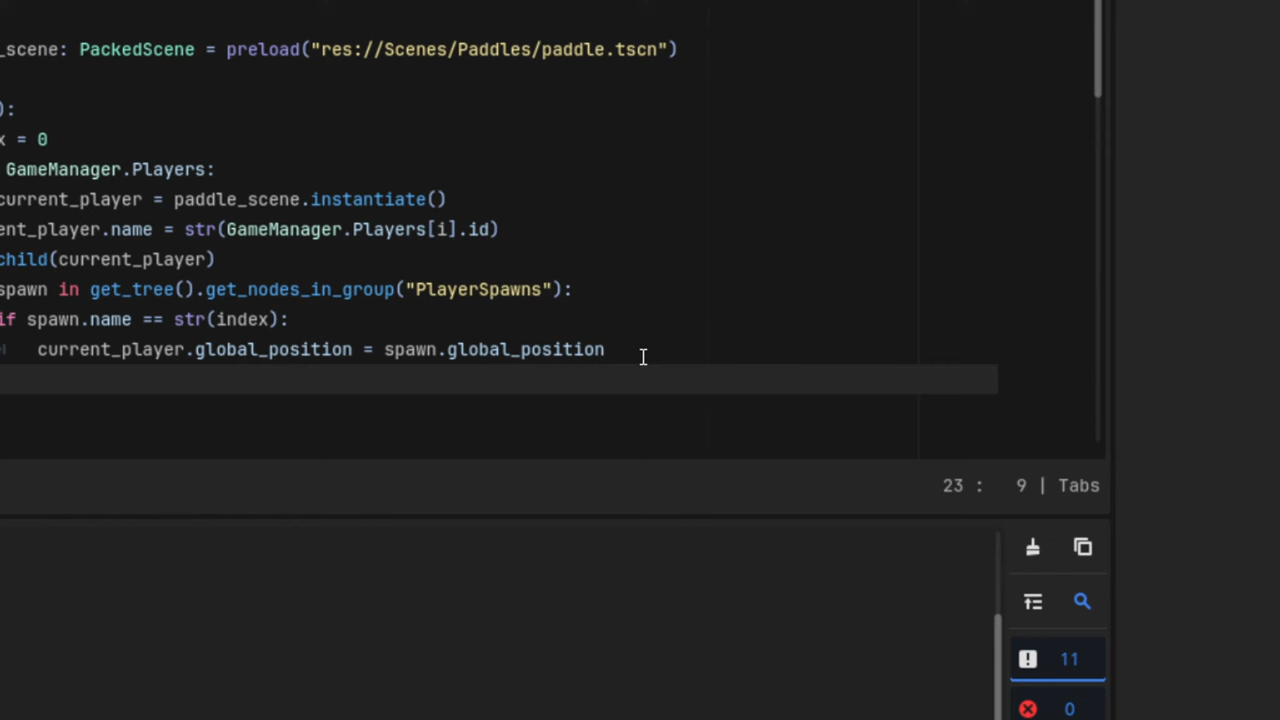 _scene: PackedScene = preload("res://Scenes/Paddles/paddle.tscn")
):
x = 0
GameManager.Players:
current_player = paddle_scene.instantiate()
ent_player.name = str(GameManager.Players[i].id)
child(current_player)
spawn in get_tree().get_nodes_in_group("PlayerSpawns"):
if spawn.name == str(index):
current_player.global_position = spawn.global_position
23 : 9 | Tabs
11
0